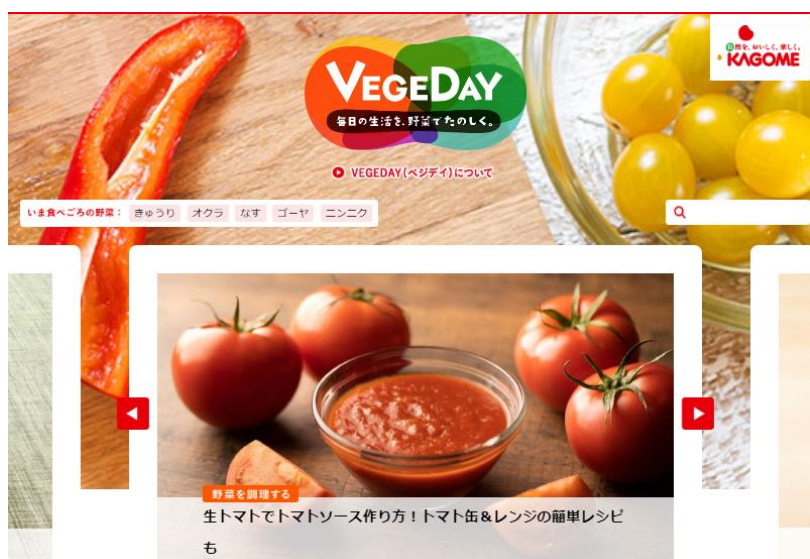 自然を、おいしく、楽しく。
KAGOME
VEGEDAY
毎日の生活を、野菜でたのしく。
VEGEDAY(ベジデイ)について
いま食べごろの野菜： きゅうり オクラ なす ゴーヤ ニンニク
野菜を調理する
生トマトでトマトソース作り方！トマト缶&レンジの簡単レシピ
も